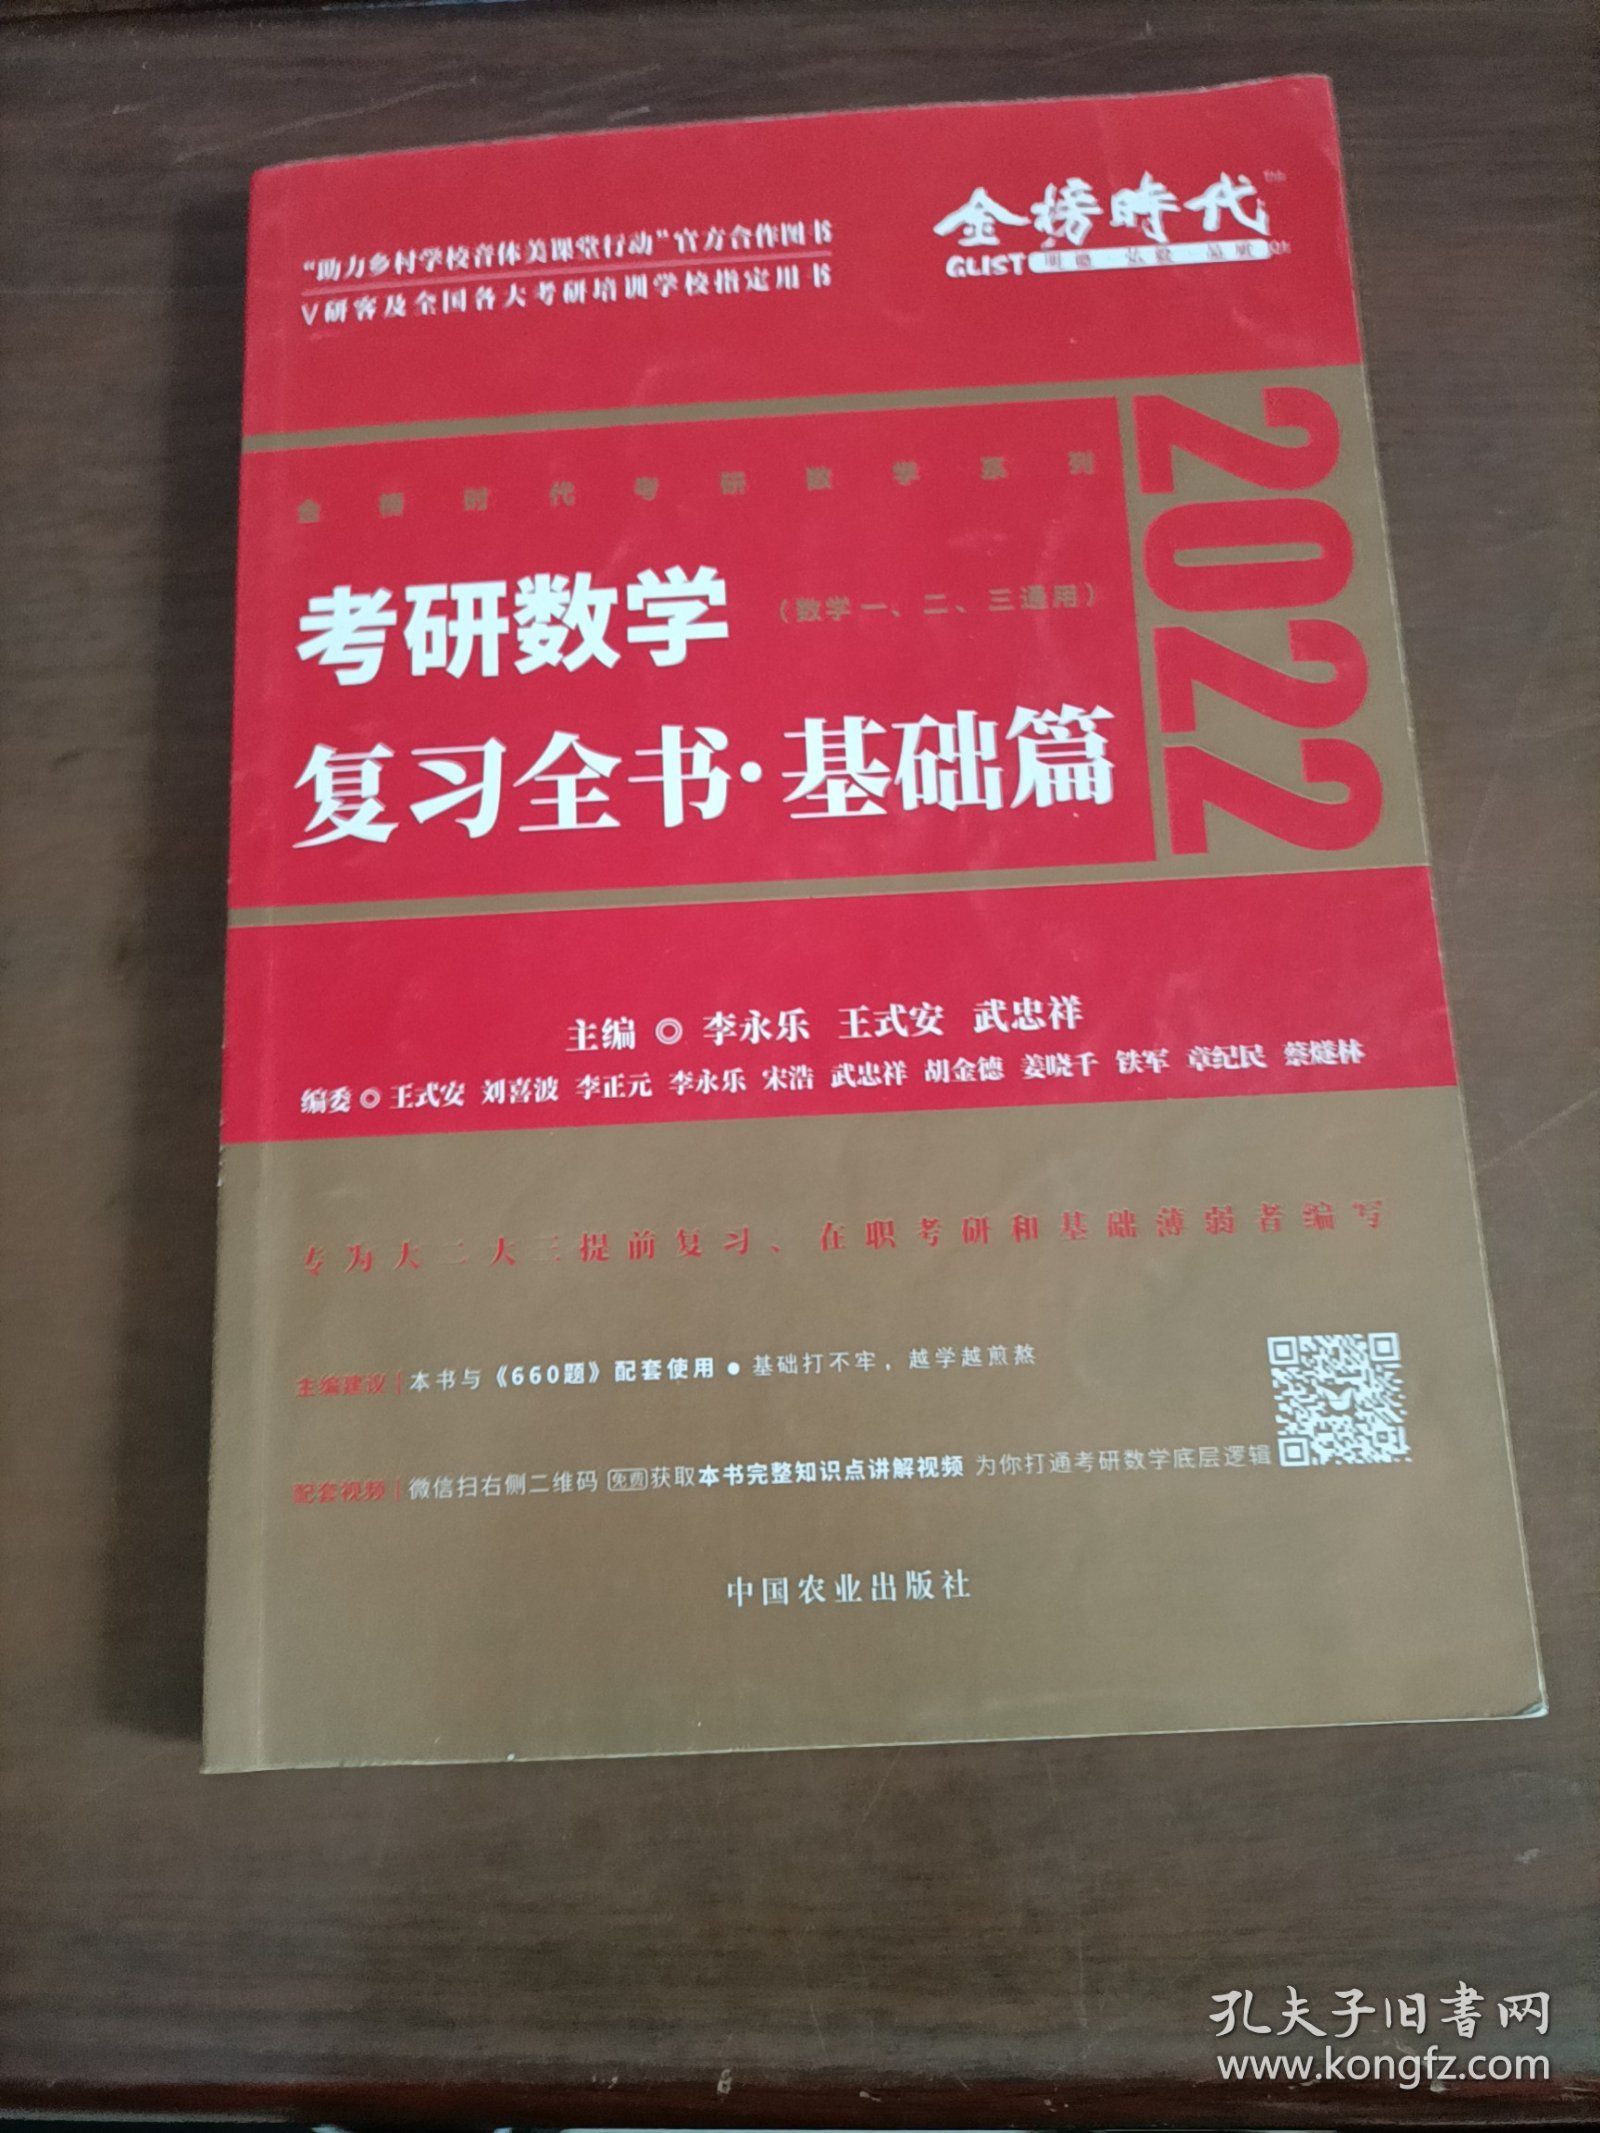 金榜時代
GLIST
“助力乡村学校音体美课堂行动”官方合作图书
V研客及全国各大考研培训学校指定用书
金榜时代考研数学系列
2022
考研数学 (数学一、二、三通用)
复习全书·基础篇
主编 ◎ 李永乐 王式安 武忠祥
编委 ◎ 王式安 刘喜波 李正元 李永乐 宋浩 武忠祥 胡金德 姜晓千 铁军 章纪民 蔡燧林
专为大二大三提前复习、在职考研和基础薄弱者编写
主编建议 | 本书与《660题》配套使用 ● 基础打不牢，越学越煎熬
配套视频 | 微信扫右侧二维码 免费 获取本书完整知识点讲解视频 为你打通考研数学底层逻辑
中国农业出版社
孔夫子旧書网
www.kongfz.com